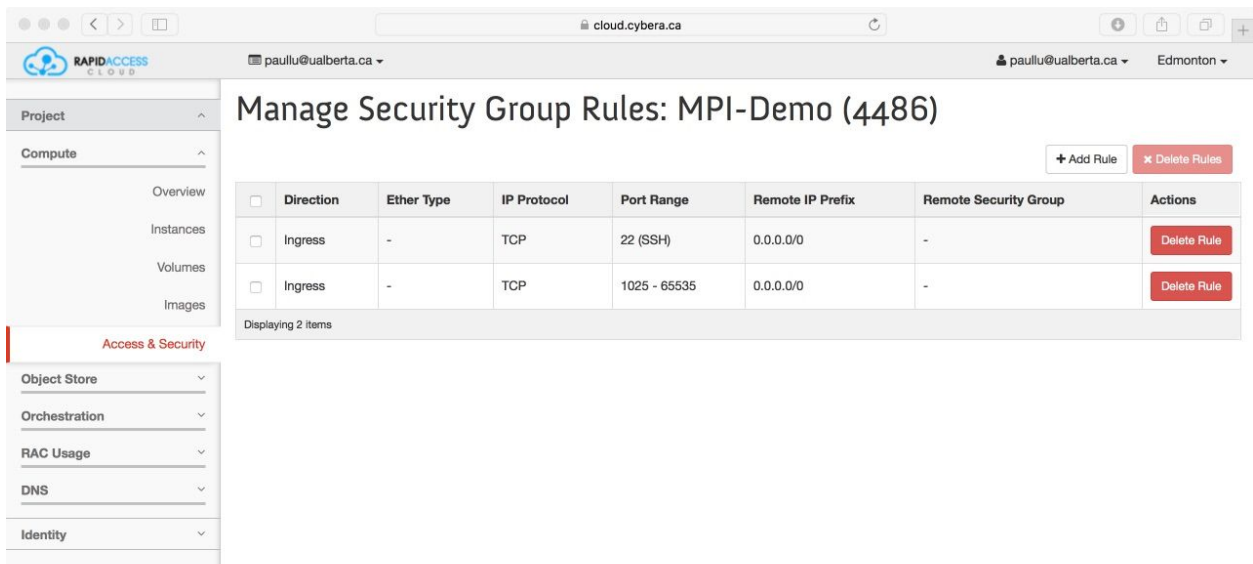 cloud.cybera.ca
RAPIDACCESS
CLOUD
paullu@ualberta.ca
paullu@ualberta.ca
Edmonton
Project
Compute
Overview
Instances
Volumes
Images
Access & Security
Object Store
Orchestration
RAC Usage
DNS
Identity
Manage Security Group Rules: MPI-Demo (4486)
+ Add Rule
× Delete Rules
Direction Ether Type IP Protocol Port Range Remote IP Prefix Remote Security Group Actions
Ingress - TCP 22 (SSH) 0.0.0.0/0 - Delete Rule
Ingress - TCP 1025 - 65535 0.0.0.0/0 - Delete Rule
Displaying 2 items